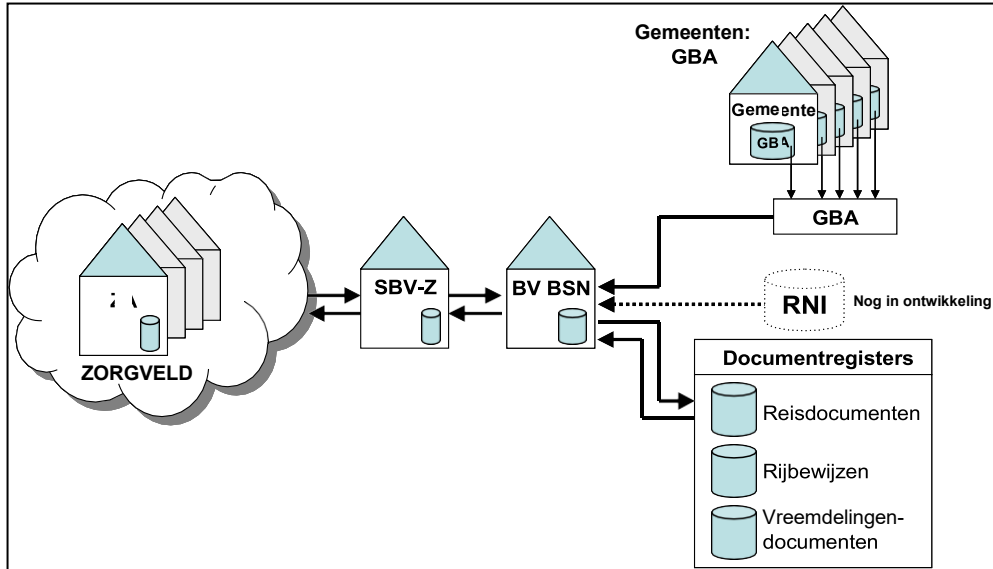 Gemeenten:
GBA
Gemeente
GBA
GBA
SBV-Z
BV BSN
RNI
Nog in ontwikkeling
ZORGVELD
Documentregisters
Reisdocumenten
Rijbewijzen
Vreemdelingen-
documenten